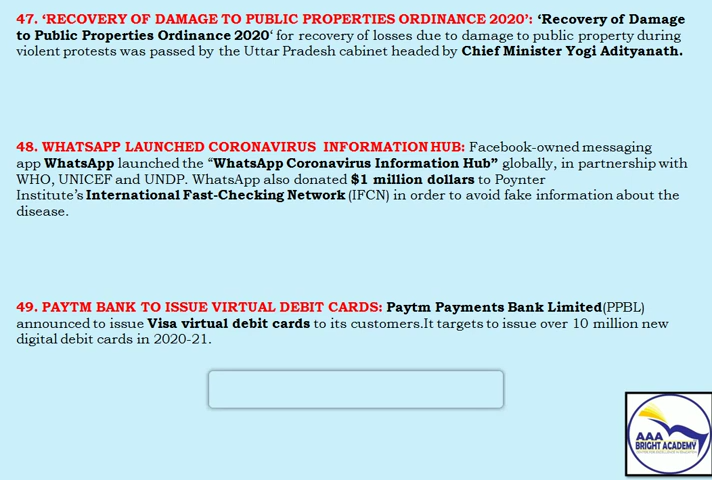 47. ‘RECOVERY OF DAMAGE TO PUBLIC PROPERTIES ORDINANCE 2020’: ‘Recovery of Damage
to Public Properties Ordinance 2020‘ for recovery of losses due to damage to public property during
violent protests was passed by the Uttar Pradesh cabinet headed by Chief Minister Yogi Adityanath.
48. WHATSAPP LAUNCHED CORONAVIRUS INFORMATION HUB: Facebook-owned messaging
app WhatsApp launched the “WhatsApp Coronavirus Information Hub” globally, in partnership with
WHO, UNICEF and UNDP. WhatsApp also donated $1 million dollars to Poynter
Institute’s International Fast-Checking Network (IFCN) in order to avoid fake information about the
disease.
49. PAYTM BANK TO ISSUE VIRTUAL DEBIT CARDS: Paytm Payments Bank Limited(PPBL)
announced to issue Visa virtual debit cards to its customers.It targets to issue over 10 million new
digital debit cards in 2020-21.
AAA
BRIGHT ACADEMY